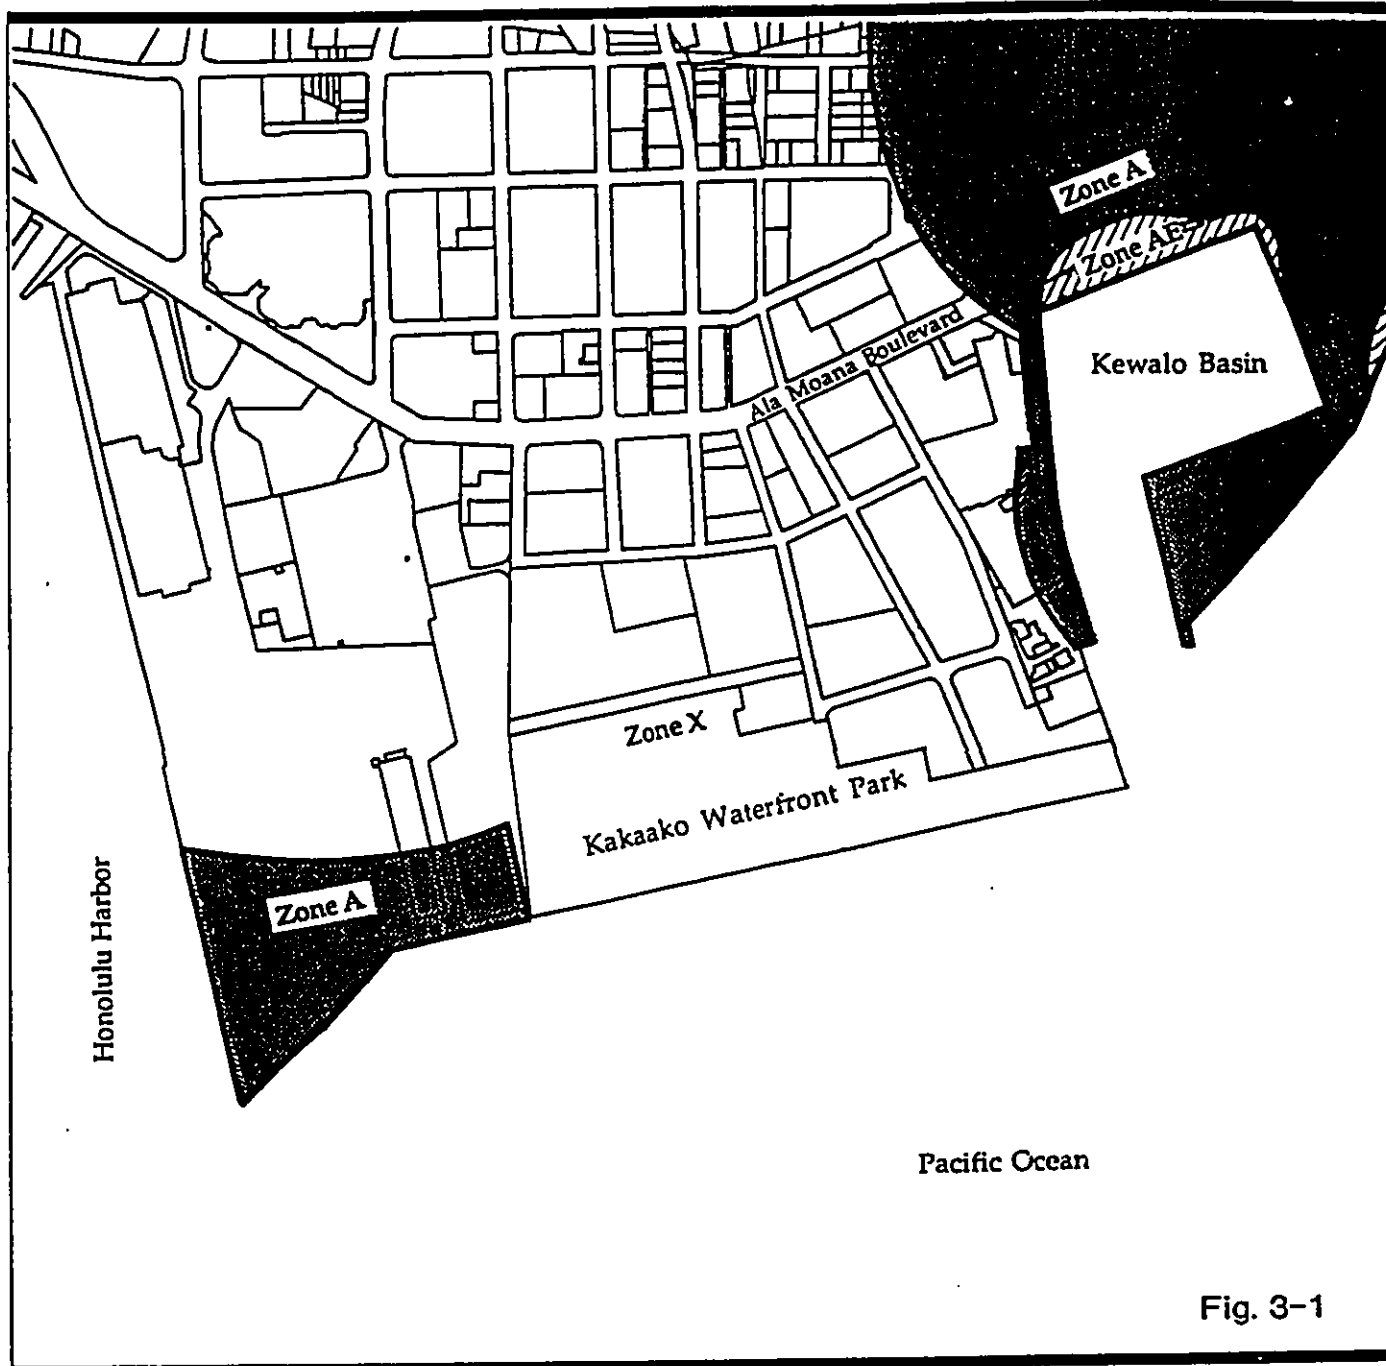 Zone A
Zone AE
Kewalo Basin
Ala Moana Boulevard
Zone X
Kakaako Waterfront Park
Zone A
Honolulu Harbor
Pacific Ocean
Fig. 3-1